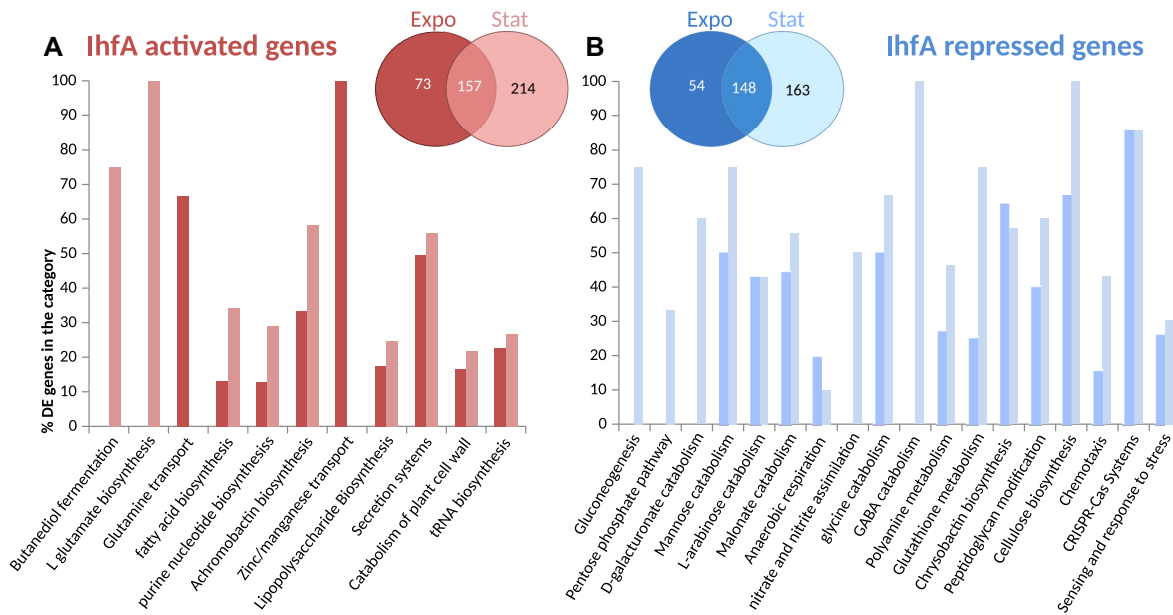 A
IhfA activated genes
Expo
Stat
73
157
214
% DE genes in the category
100
90
80
70
60
50
40
30
20
10
0
Butanediol fermentation
L glutamate biosynthesis
Glutamine transport
fatty acid biosynthesis
purine nucleotide biosynthesiss
Achromobactin biosynthesis
Zinc/manganese transport
Lipopolysaccharide Biosynthesis
Secretion systems
Catabolism of plant cell wall
tRNA biosynthesis
B
Expo
Stat
54
148
163
IhfA repressed genes
100
90
80
70
60
50
40
30
20
10
0
Gluconeogenesis
Pentose phosphate pathway
D-galacturonate catabolism
Mannose catabolism
L-arabinose catabolism
Malonate catabolism
Anaerobic respiration
nitrate and nitrite assimilation
glycine catabolism
GABA catabolism
Polyamine metabolism
Glutathione metabolism
Chrysobactin biosynthesis
Peptidoglycan modification
Cellulose biosynthesis
Chemotaxis
CRISPR-Cas Systems
Sensing and response to stress